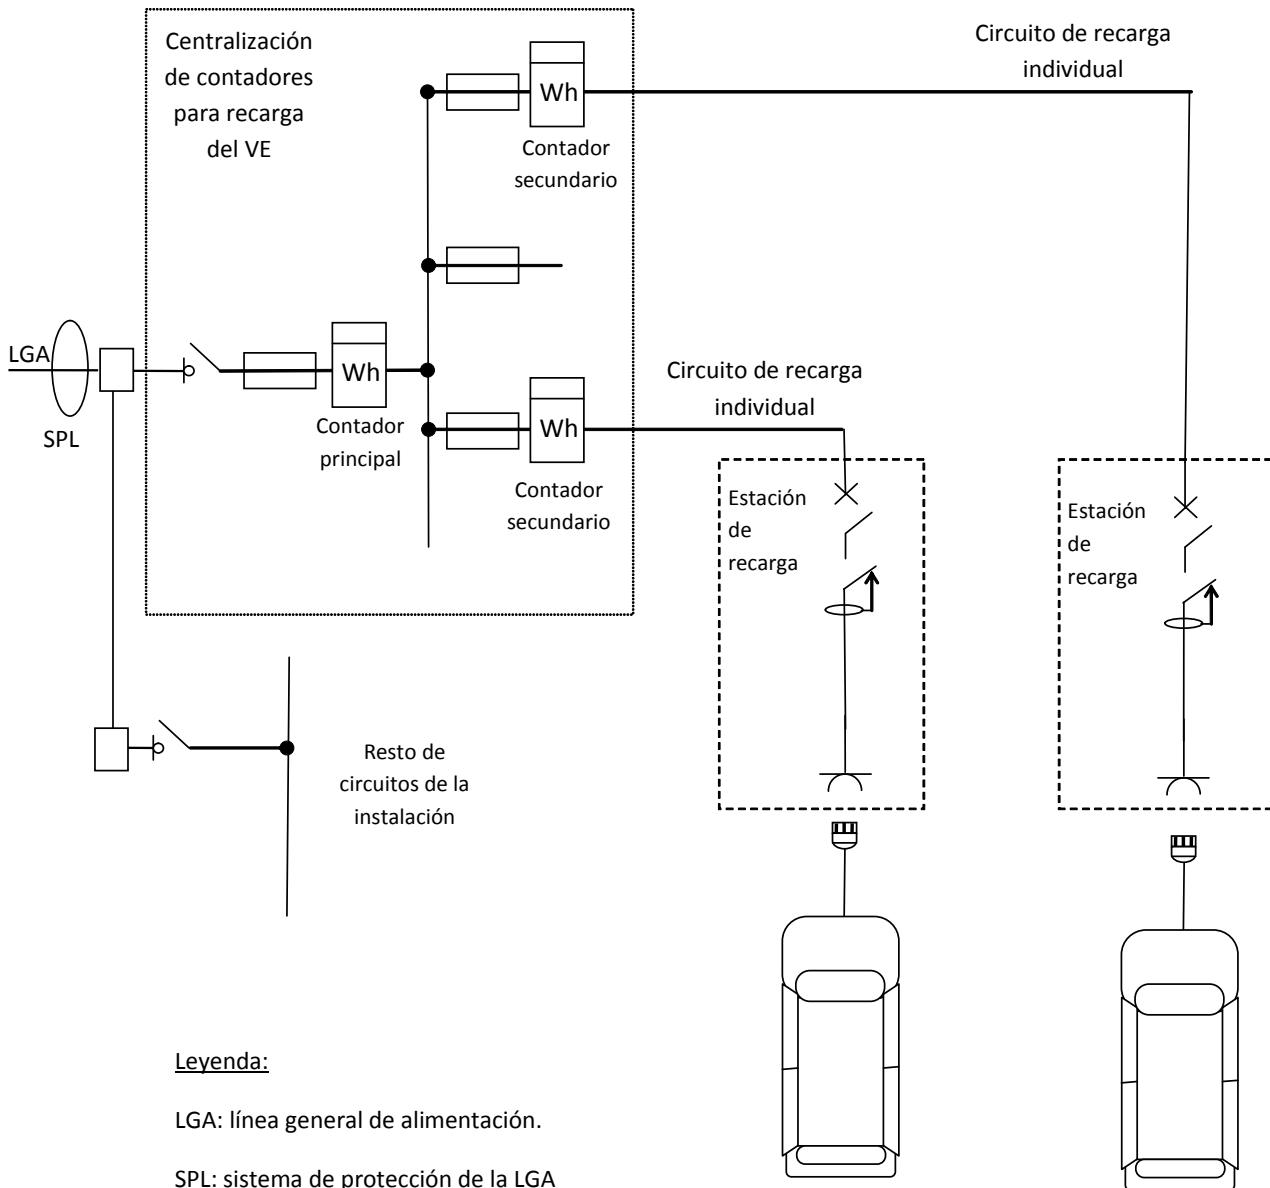 Centralización
de contadores
para recarga
del VE
Wh
Contador
secundario
Circuito de recarga
individual
LGA
SPL
Wh
Contador
principal
Wh
Contador
secundario
Circuito de recarga
individual
Estación
de
recarga
Estación
de
recarga
Resto de
circuitos de la
instalación
Leyenda:
LGA: línea general de alimentación.
SPL: sistema de protección de la LGA